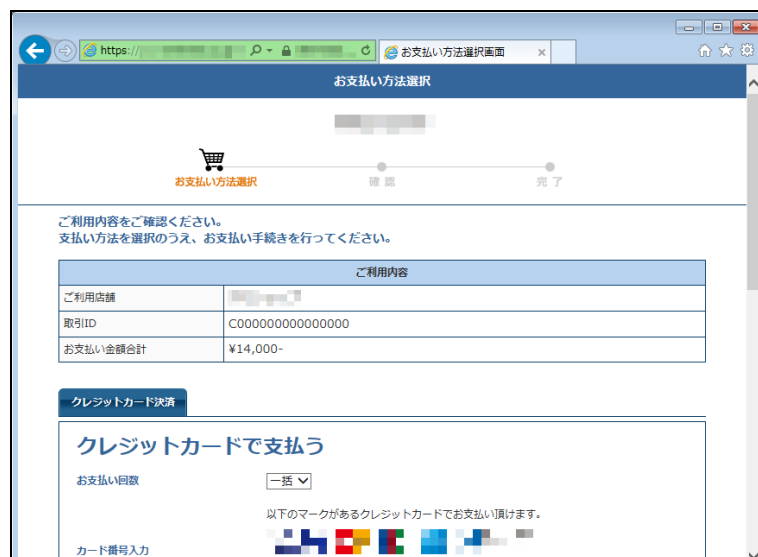 https://
お支払い方法選択画面
お支払い方法選択
お支払い方法選択
確認
完了
ご利用内容をご確認ください。
支払い方法を選択のうえ、お支払い手続きを行ってください。
ご利用内容
ご利用店舗
取引ID
C000000000000000
お支払い金額合計
¥14,000-
クレジットカード決済
クレジットカードで支払う
お支払い回数
一括
以下のマークがあるクレジットカードでお支払い頂けます。
カード番号入力